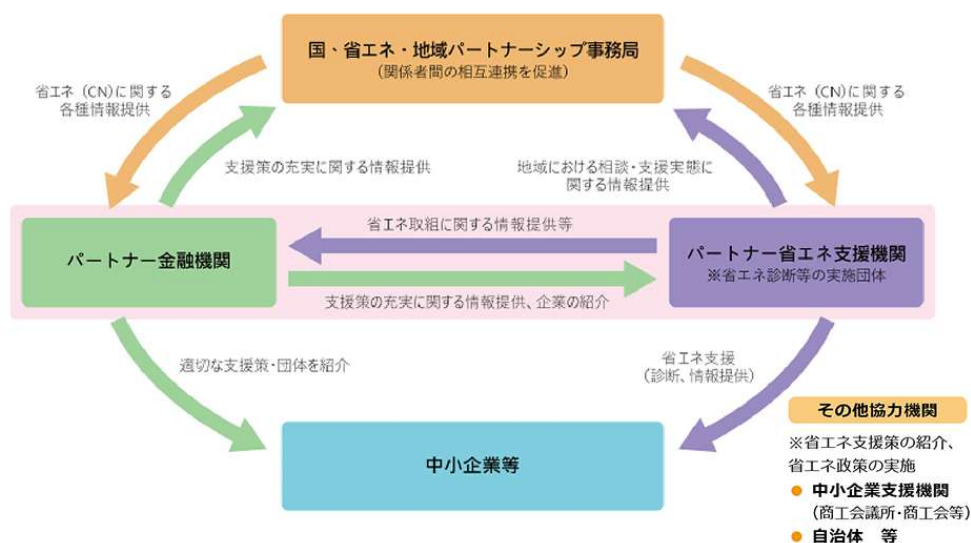 国、省エネ・地域パートナーシップ事務局
(関係者間の相互連携を促進)
省エネ (CN)に関する
各種情報提供
省エネ (CN)に関する
各種情報提供
支援策の充実に関する情報提供
地域における相談・支援実態に
関する情報提供
省エネ取組に関する情報提供等
パートナー金融機関
パートナー省エネ支援機関
※省エネ診断等の実施団体
支援策の充実に関する情報提供、企業の紹介
適切な支援策・団体を紹介
省エネ支援
(診断、情報提供)
中小企業等
その他協力機関
※省エネ支援策の紹介、
省エネ政策の実施
● 中小企業支援機関
(商工会議所・商工会等)
● 自治体 等